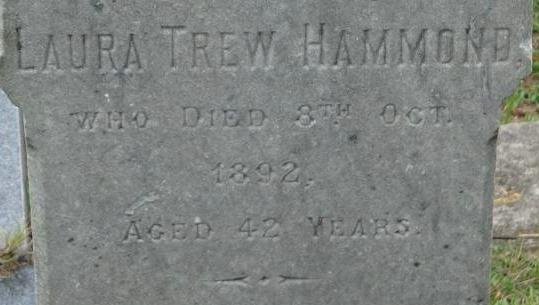 LAURA TREW HAMMOND,
WHO DIED 8TH OCT.
1892,
AGED 42 YEARS.